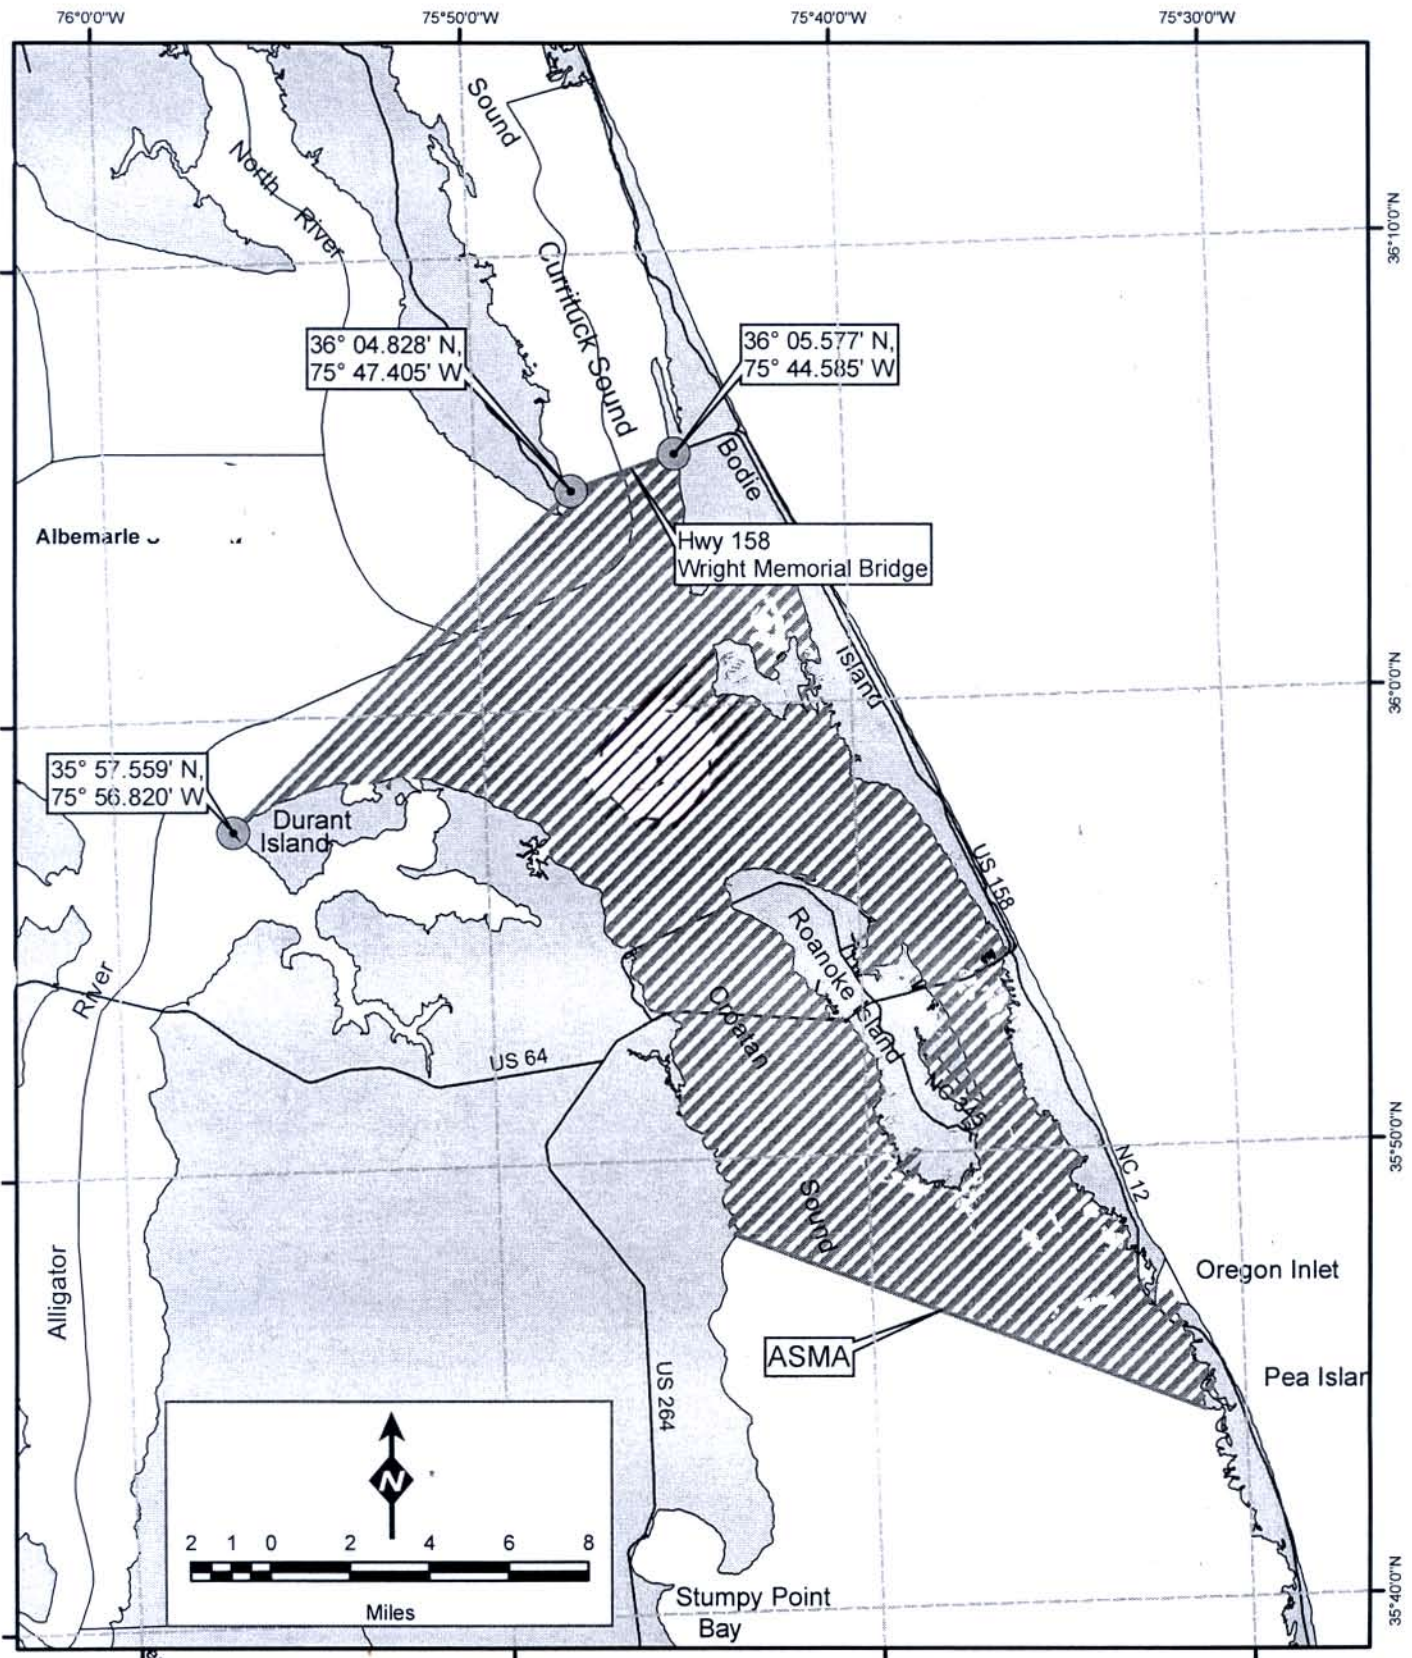 76°0'0"W 75°50'0"W 75°40'0"W 75°30'0"W
Sound
North
River
36°10'0"N
Currituck Sound
36° 04.828' N,
75° 47.405' W
36° 05.577' N,
75° 44.585' W
Bodie
Albemarle
Hwy 158
Wright Memorial Bridge
Island
36°0'0"N
35° 57.559' N,
75° 56.820' W
Durant
Island
US 158
Roanoke Island
River
Croatan
US 64
NC 345
35°50'0"N
NC 12
Sound
Alligator
Oregon Inlet
ASMA
Pea Islan
US 264
N
2 1 0 2 4 6 8
Miles
35°40'0"N
Stumpy Point
Bay